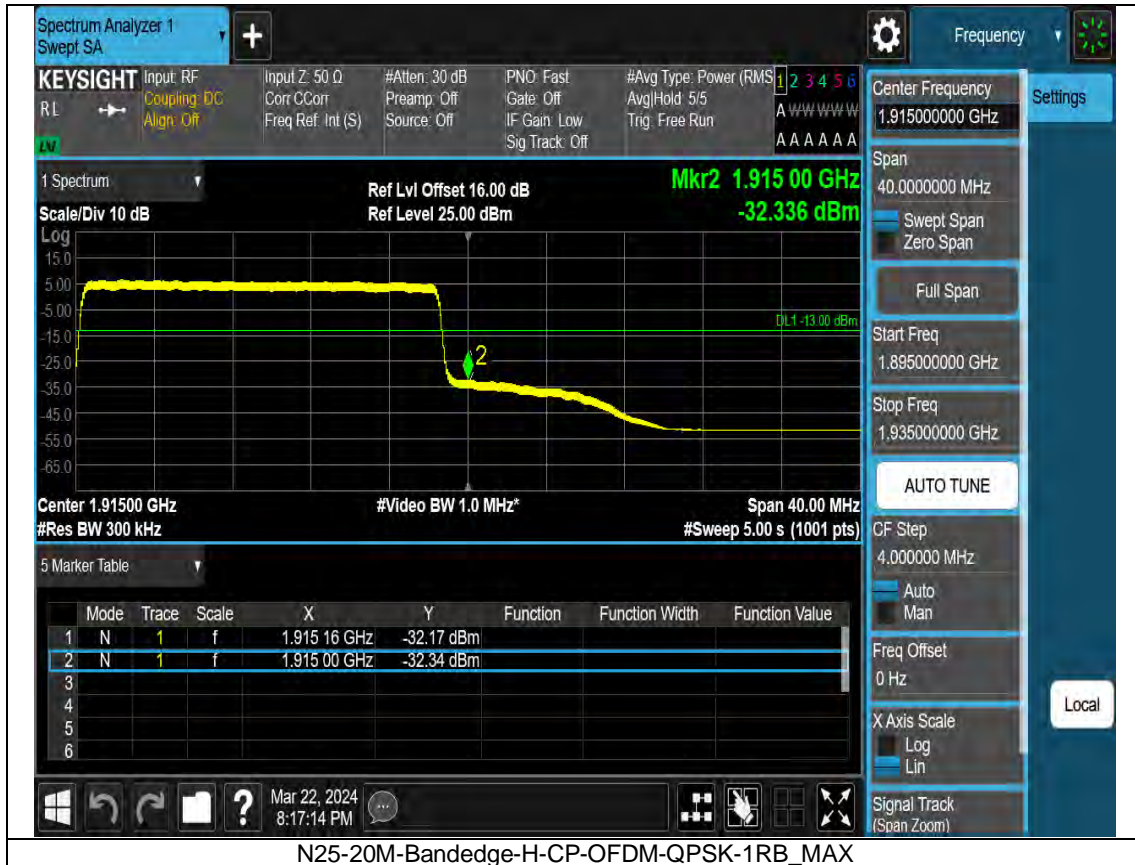 Spectrum Analyzer 1
Swept SA
+
Frequency
KEYSIGHT Input: RF Input Z: 50 Ω #Atten: 30 dB PNO: Fast #Avg Type: Power (RMS 1 2 3 4 5 6
RL Coupling: DC Corr CCorr Preamp: Off Gate: Off Avg|Hold: 5/5 A W W W W W
Align: Off Freq Ref: Int (S) Source: Off IF Gain: Low Trig: Free Run
Sig Track: Off A A A A A A
LXI
1 Spectrum
Ref Lvl Offset 16.00 dB
Mkr2 1.915 00 GHz
Scale/Div 10 dB
Ref Level 25.00 dBm
-32.336 dBm
Log
15.0
5.00
-5.00
DL1 -13.00 dBm
-15.0
2
-25.0
-35.0
-45.0
-55.0
-65.0
Center 1.91500 GHz #Video BW 1.0 MHz* Span 40.00 MHz
#Res BW 300 kHz #Sweep 5.00 s (1001 pts)
5 Marker Table
Mode Trace Scale X Y Function Function Width Function Value
1 N 1 f 1.915 16 GHz -32.17 dBm
2 N 1 f 1.915 00 GHz -32.34 dBm
3
4
5
6
Center Frequency
1.915000000 GHz
Settings
Span
40.0000000 MHz
Swept Span
Zero Span
Full Span
Start Freq
1.895000000 GHz
Stop Freq
1.935000000 GHz
AUTO TUNE
CF Step
4.000000 MHz
Auto
Man
Freq Offset
0 Hz
X Axis Scale
Log
Lin
Local
Signal Track
(Span Zoom)
?
Mar 22, 2024
8:17:14 PM
N25-20M-Bandedge-H-CP-OFDM-QPSK-1RB_MAX